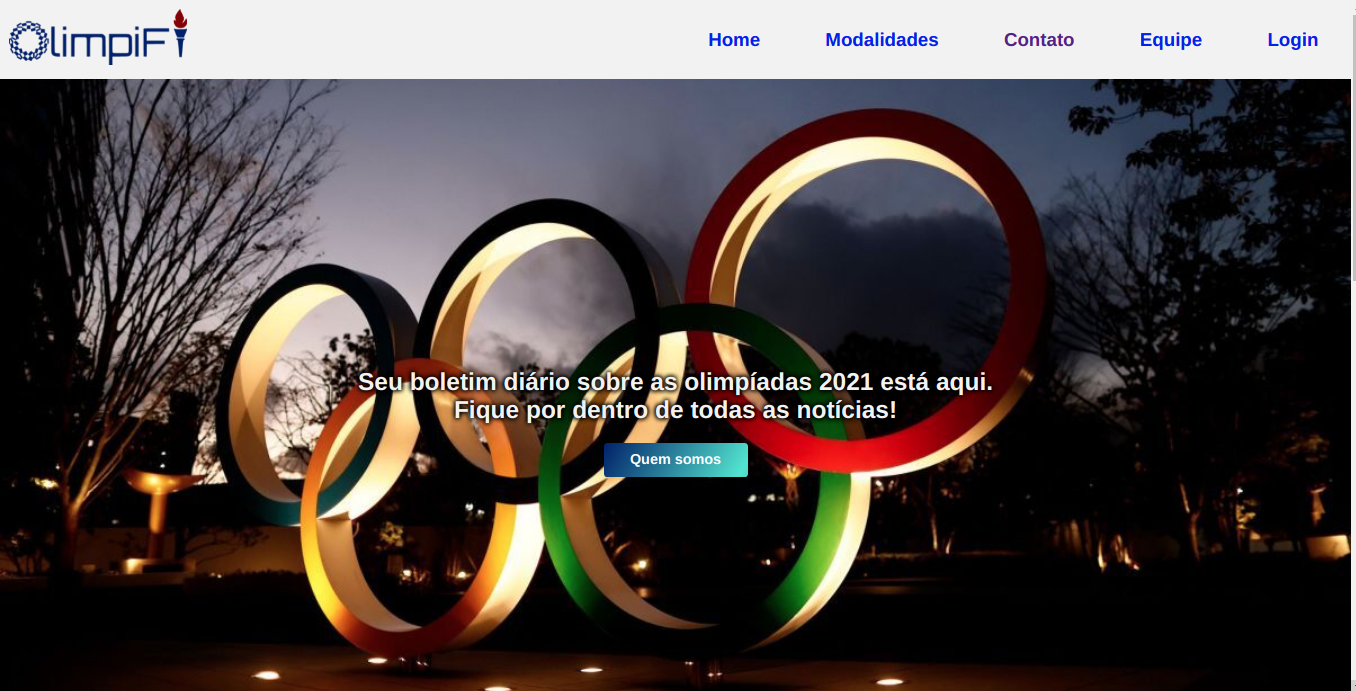 OlimpiFi
Home Modalidades Contato Equipe Login
Seu boletim diário sobre as olimpíadas 2021 está aqui.
Fique por dentro de todas as notícias!
Quem somos